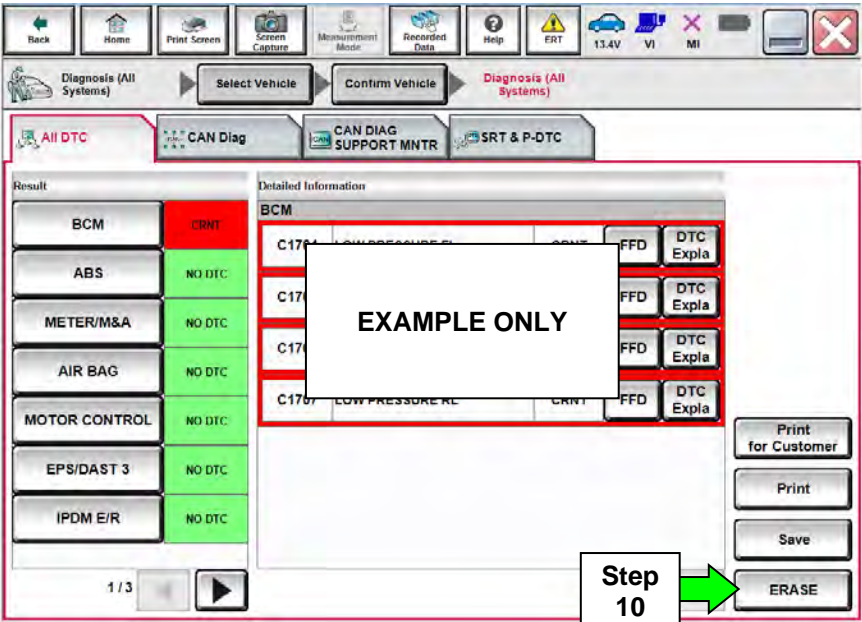 Back
Home
Print Screen
Screen
Capture
Measurement
Mode
Recorded
Data
Help
ERT
13.4V
VI
MI
Diagnosis (All
Systems)
Select Vehicle
Confirm Vehicle
Diagnosis (All
Systems)
All DTC
CAN Diag
CAN DIAG
SUPPORT MNTR
SRT & P-DTC
Result
Detailed Information
BCM
BCM
CRNT
FFD
DTC
Expla
ABS
NO DTC
FFD
DTC
Expla
METER/M&A
NO DTC
EXAMPLE ONLY
FFD
DTC
Expla
AIR BAG
NO DTC
C1707
LOW PRESSURE RL
CRNT
FFD
DTC
Expla
MOTOR CONTROL
NO DTC
Print
for Customer
EPS/DAST 3
NO DTC
Print
IPDM E/R
NO DTC
Save
1/3
Step
10
ERASE